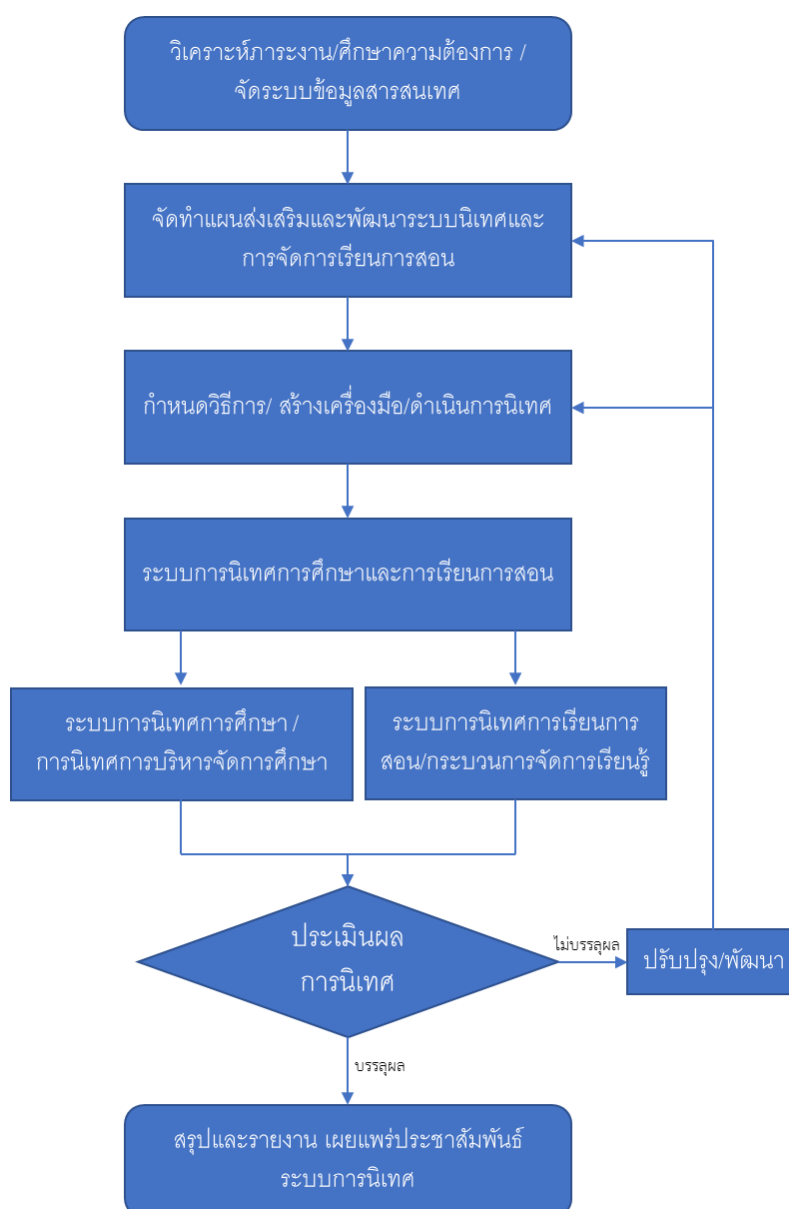 วิเคราะห์ภาระงาน/ศึกษาความต้องการ /
จัดระบบข้อมูลสารสนเทศ
จัดทำแผนส่งเสริมและพัฒนาระบบนิเทศและ
การจัดการเรียนการสอน
กำหนดวิธีการ/ สร้างเครื่องมือ/ดำเนินการนิเทศ
ระบบการนิเทศการศึกษาและการเรียนการสอน
ระบบการนิเทศการศึกษา /
การนิเทศการบริหารจัดการศึกษา
ระบบการนิเทศการเรียนการ
สอน/กระบวนการจัดการเรียนรู้
ประเมินผล
การนิเทศ
ไม่บรรลุผล
ปรับปรุง/พัฒนา
บรรลุผล
สรุปและรายงาน เผยแพร่ประชาสัมพันธ์
ระบบการนิเทศ